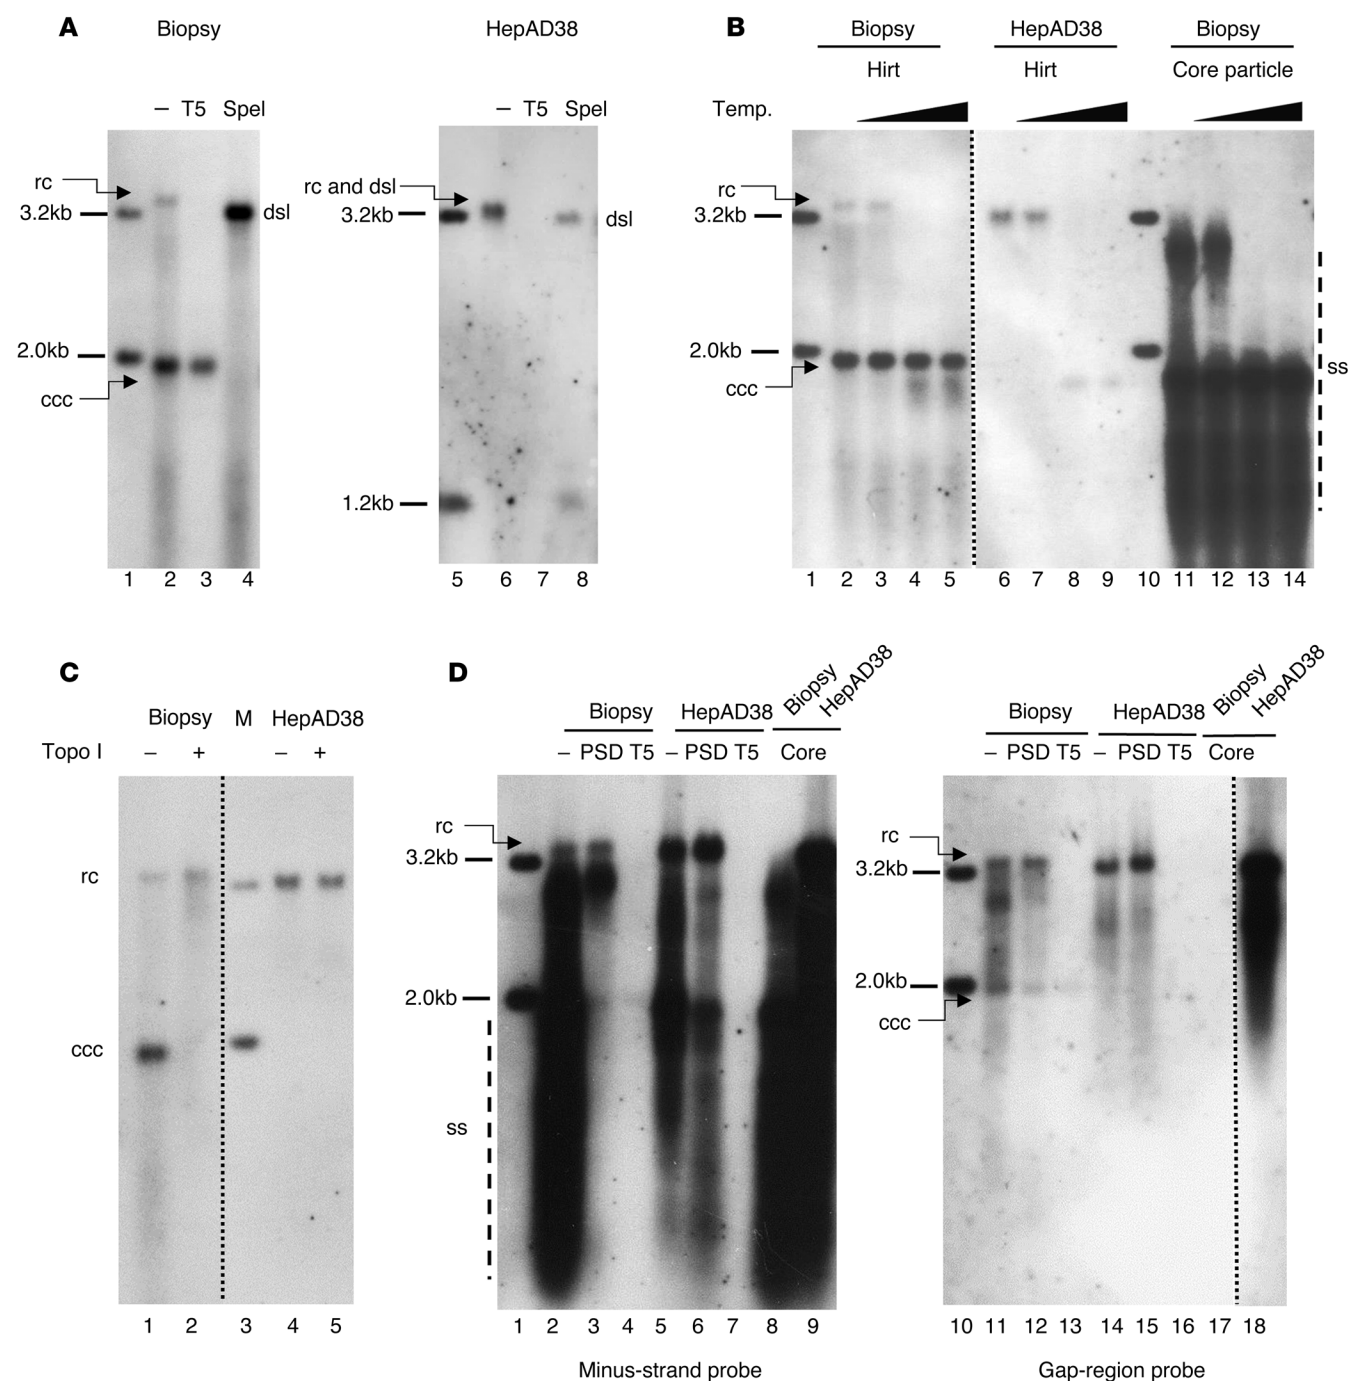 A Biopsy HepAD38
– T5 SpeI – T5 SpeI
rc
3.2kb dsl
2.0kb
ccc
rc and dsl
3.2kb dsl
1.2kb
1 2 3 4 5 6 7 8
B Biopsy HepAD38 Biopsy
Hirt Hirt Core particle
Temp.
rc
3.2kb
2.0kb
ccc
ss
1 2 3 4 5 6 7 8 9 10 11 12 13 14
C
Biopsy M HepAD38
Topo I – + – +
rc
ccc
1 2 3 4 5
D Biopsy HepAD38 Biopsy HepAD38
– PSD T5 – PSD T5 Core
rc
3.2kb
2.0kb
ss
1 2 3 4 5 6 7 8 9
Minus-strand probe
Biopsy HepAD38 Biopsy HepAD38
– PSD T5 – PSD T5 Core
rc
3.2kb
2.0kb
ccc
10 11 12 13 14 15 16 17 18
Gap-region probe